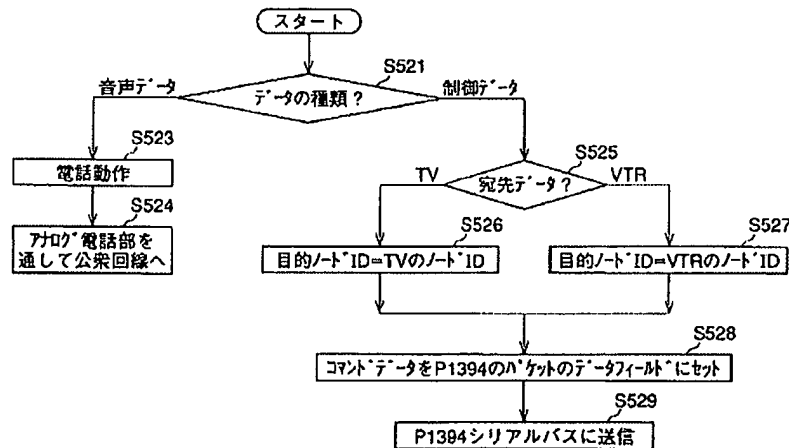 スタート
S521
音声データ
データの種類?
制御データ
S523
電話動作
S525
TV
宛先データ?
VTR
S524
アナログ電話部を
通して公衆回線へ
S526
目的ノードID=TVのノードID
S527
目的ノードID=VTRのノードID
S528
コマンドデータをP1394のパケットのデータフィールドにセット
S529
P1394シリアルバスに送信